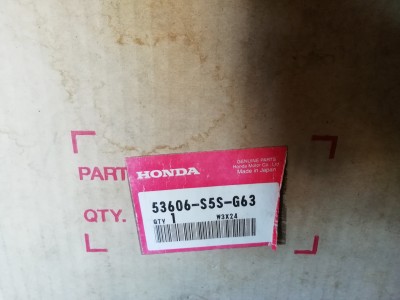 PART
HONDA
GENUINE PARTS
Honda Motor Co., Ltd.
Made in Japan
53606-S5S-G63
QTY.
QTY 1 W3X24